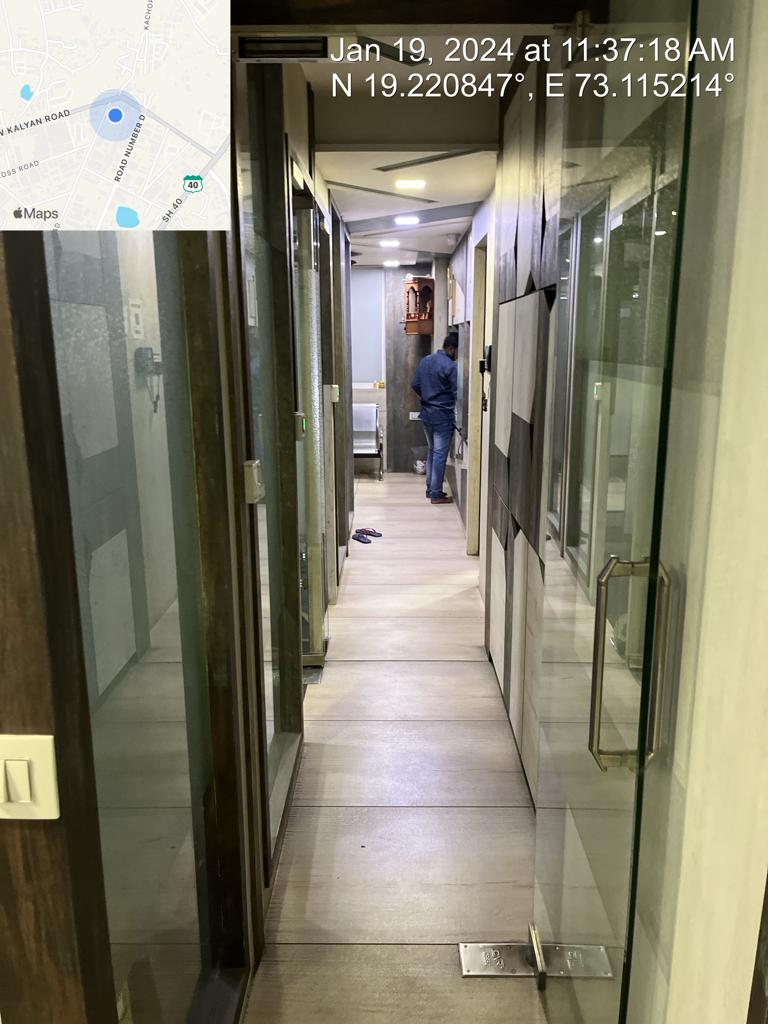 Jan 19, 2024 at 11:37:18 AM
N 19.220847°, E 73.115214°
KACHOR
W KALYAN ROAD
ROAD NUMBER D
OSS ROAD
40
SH 40
Maps